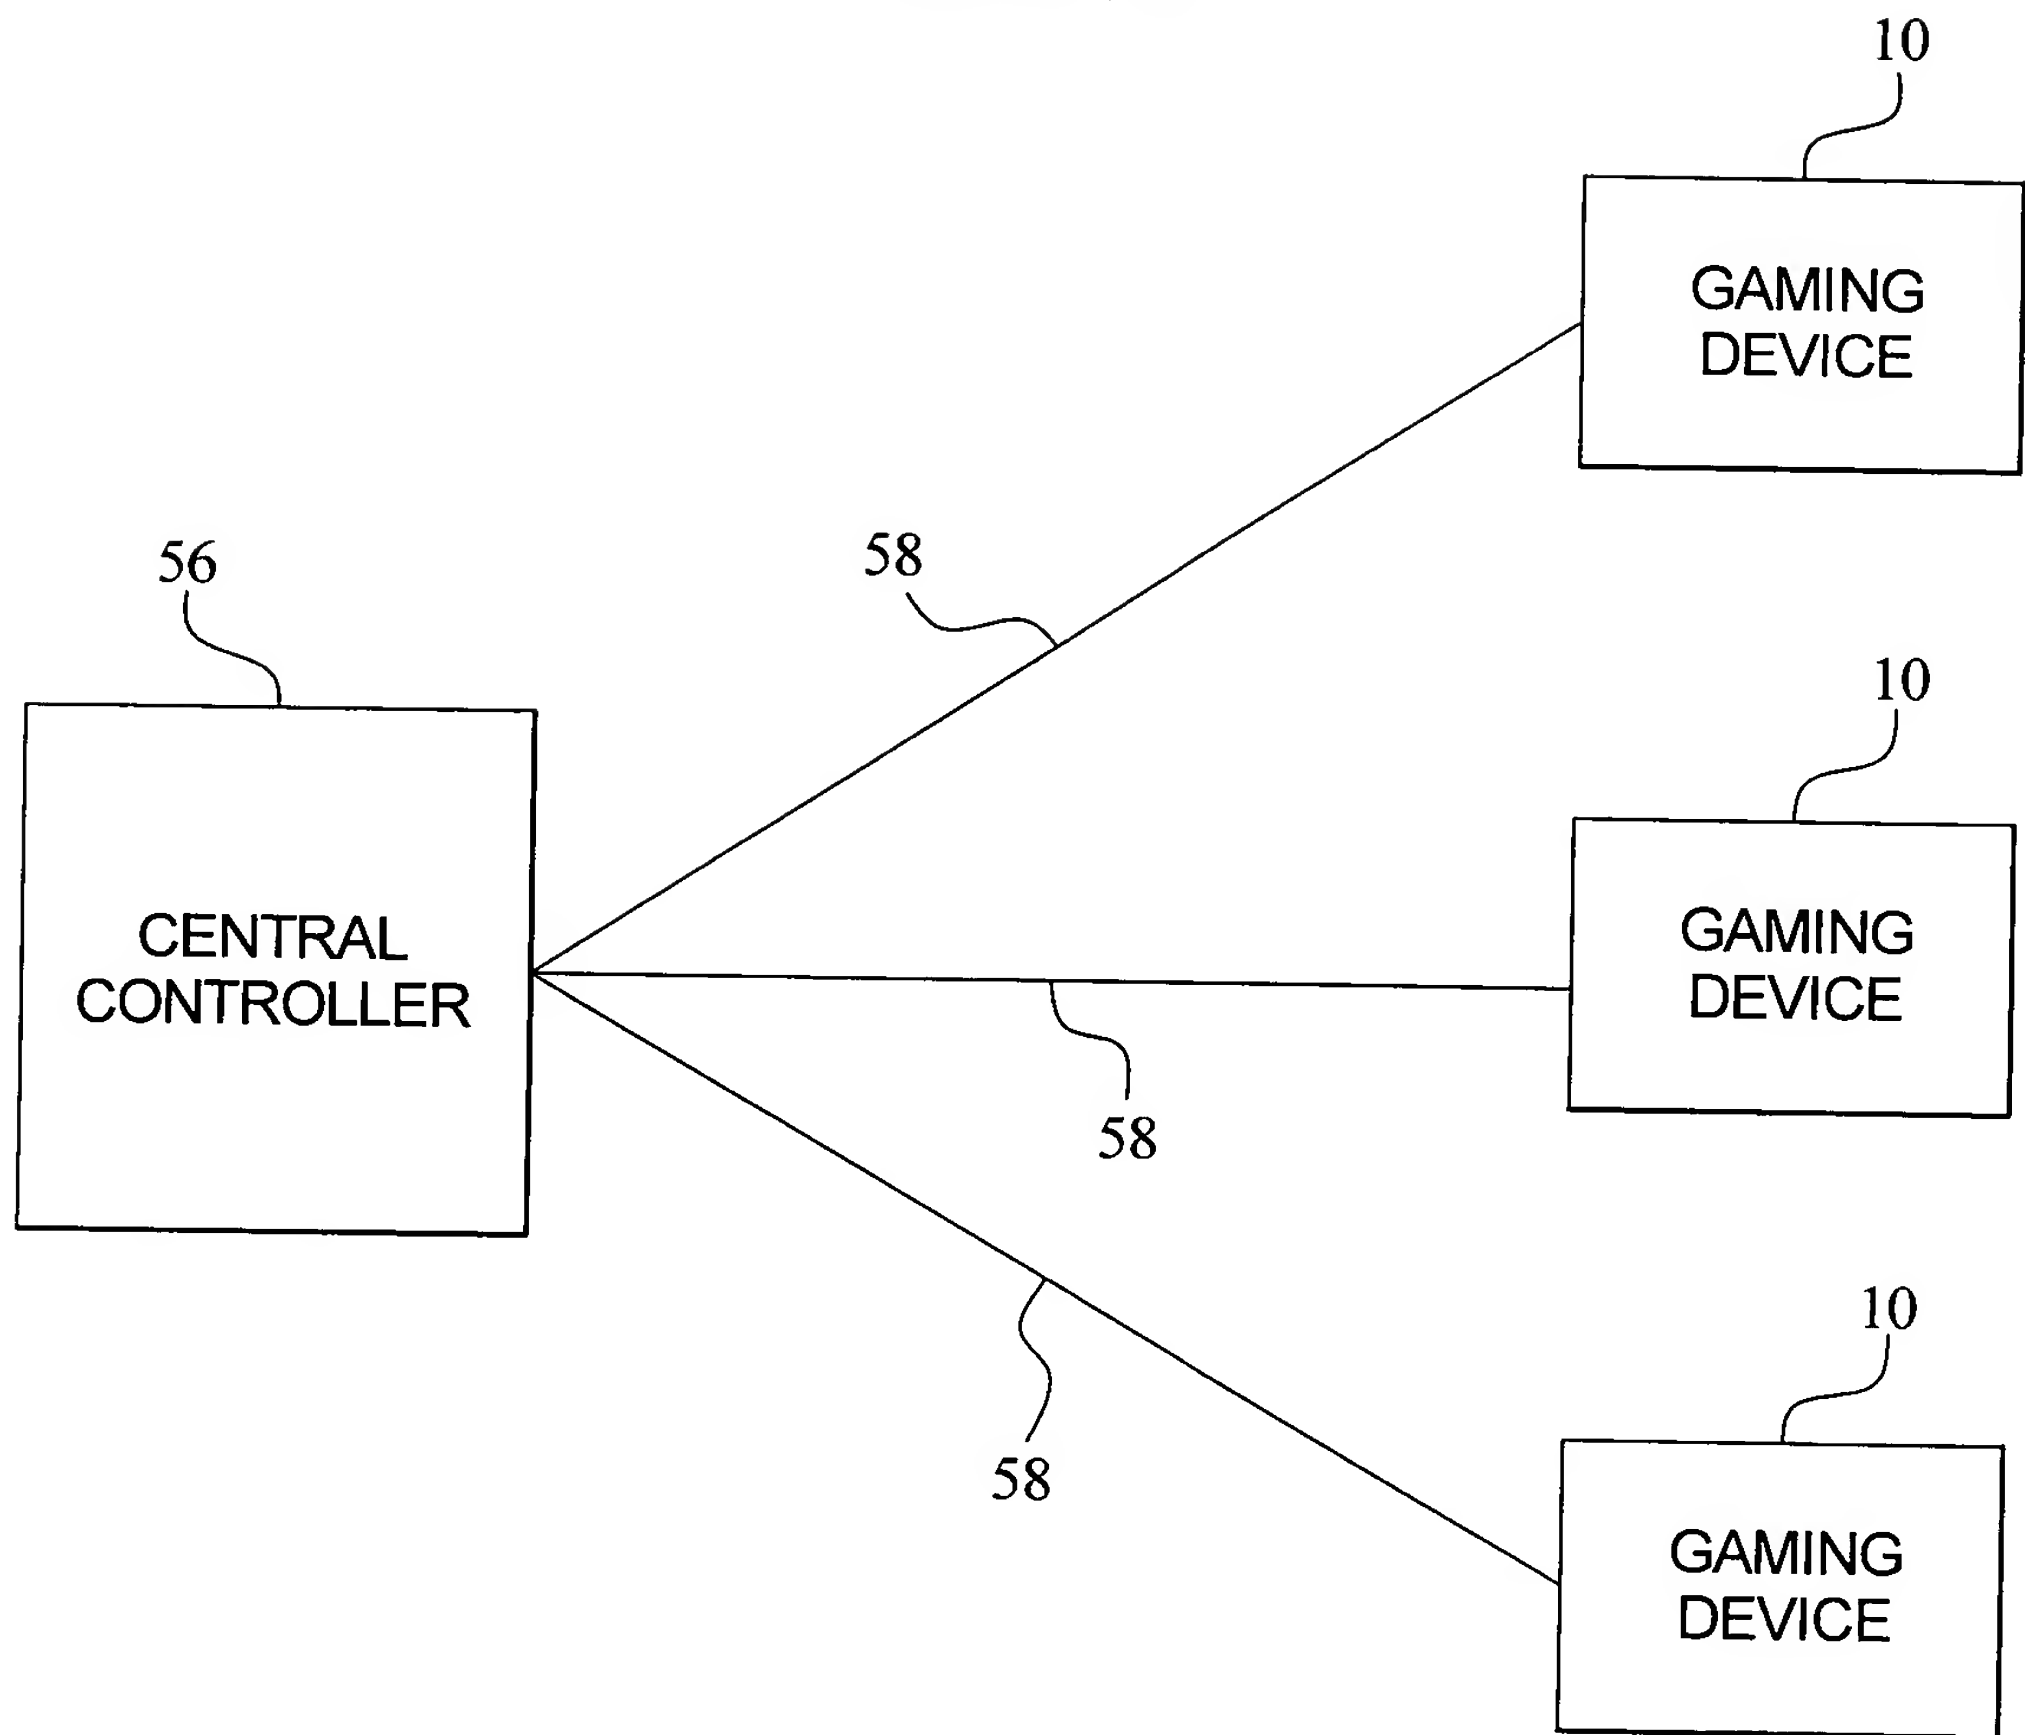 10
GAMING
DEVICE
58
56
10
CENTRAL
CONTROLLER
GAMING
DEVICE
58
10
58
GAMING
DEVICE